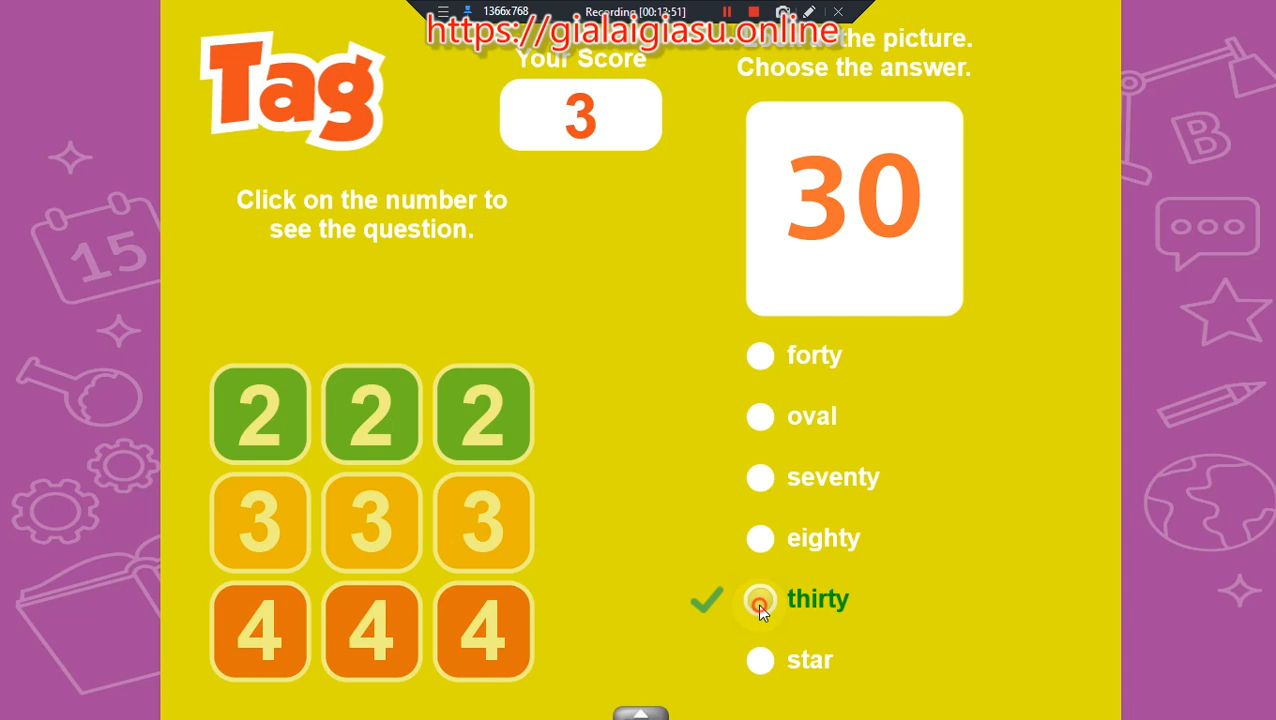 1366x768
Recording [00:13:51]
https://gialaigiasu.online
Tag
Your Score
3
the picture.
Choose the answer.
30
Click on the number to
see the question.
2 2 2
3 3 3
4 4 4
forty
oval
seventy
eighty
thirty
star
15
B